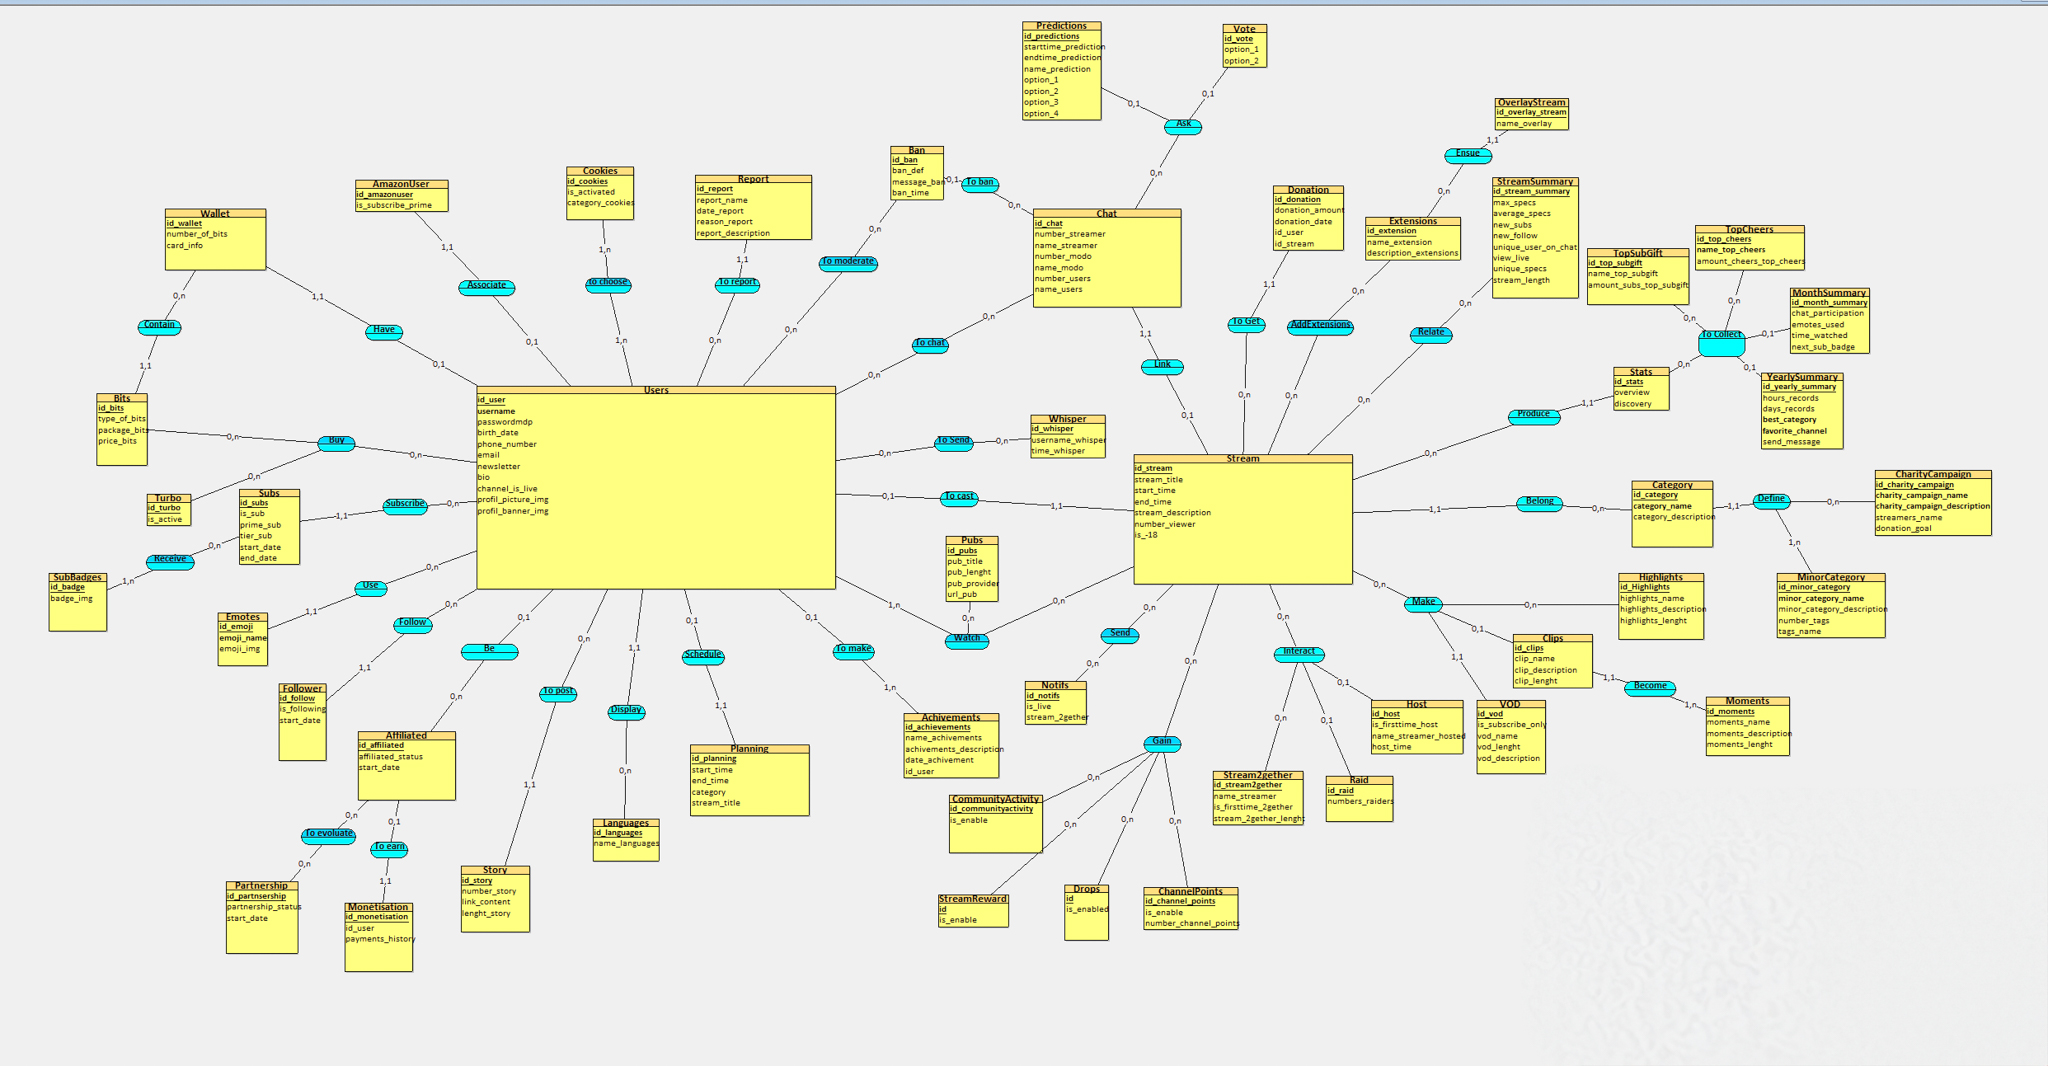 Predictions
id_predictions
starttime_prediction
endtime_prediction
name_prediction
option_1
option_2
option_3
option_4
0,1
Vote
id_vote
option_1
option_2
0,1
Ask
0,n
OverlayStream
id_overlay_stream
name_overlay
1,1
Ensue
0,n
Ban
id_ban
ban_def
message_ban
ban_time
0,1
To ban
0,n
0,n
To moderate
0,n
Cookies
id_cookies
is_activated
category_cookies
1,n
to choose
1,n
Report
id_report
report_name
date_report
reason_report
report_description
1,1
To report
0,n
AmazonUser
id_amazonuser
is_subscribe_prime
1,1
Associate
0,1
Wallet
id_wallet
number_of_bits
card_info
0,n
Contain
1,1
1,1
Have
0,1
Chat
id_chat
number_streamer
name_streamer
number_modo
name_modo
number_users
name_users
0,n
To chat
0,n
1,1
Link
0,1
Donation
id_donation
donation_amount
donation_date
id_user
id_stream
1,1
To Get
0,n
Extensions
id_extension
name_extension
description_extensions
0,n
AddExtensions
0,n
StreamSummary
id_stream_summary
max_specs
average_specs
new_subs
new_follow
unique_user_on_chat
view_live
unique_specs
stream_length
0,n
Relate
0,n
TopSubGift
id_top_subgift
name_top_subgift
amount_subs_top_subgift
0,n
TopCheers
id_top_cheers
name_top_cheers
amount_cheers_top_cheers
0,n
MonthSummary
id_month_summary
chat_participation
emotes_used
time_watched
next_sub_badge
0,1
To Collect
0,n
0,1
YearlySummary
id_yearly_summary
hours_records
days_records
best_category
favorite_channel
send_message
Stats
id_stats
overview
discovery
1,1
Produce
0,n
Bits
id_bits
type_of_bits
package_bits
price_bits
0,n
Buy
0,n
0,n
Turbo
id_turbo
is_active
Subs
id_subs
is_sub
prime_sub
tier_sub
start_date
end_date
1,1
Subscribe
0,n
0,n
Receive
1,n
SubBadges
id_badge
badge_img
Users
id_user
username
passwordmdp
birth_date
phone_number
email
newsletter
bio
channel_is_live
profil_picture_img
profil_banner_img
0,n
To Send
0,n
Whisper
id_whisper
username_whisper
time_whisper
0,1
To cast
1,1
Stream
id_stream
stream_title
start_time
end_time
stream_description
number_viewer
is_-18
1,1
Belong
0,n
Category
id_category
category_name
category_description
1,1
Define
0,n
CharityCampaign
id_charity_campaign
charity_campaign_name
charity_campaign_description
streamers_name
donation_goal
1,n
MinorCategory
id_minor_category
minor_category_name
minor_category_description
number_tags
tags_name
Pubs
id_pubs
pub_title
pub_lenght
pub_provider
url_pub
0,n
1,n
Watch
0,n
Emotes
id_emoji
emoji_name
emoji_img
1,1
Use
0,n
Follow
0,n
1,1
Follower
id_follow
is_following
start_date
0,1
Be
0,n
Affiliated
id_affiliated
affiliated_status
start_date
0,n
To evaluate
0,n
Partnership
id_partnsership
partnership_status
start_date
0,1
To earn
1,1
Monétisation
id_monetisation
id_user
payments_history
0,n
To post
1,1
Story
id_story
number_story
link_content
lenght_story
1,1
Display
0,n
Languages
id_languages
name_languages
0,1
Schedule
1,1
Planning
id_planning
start_time
end_time
category
stream_title
0,1
To make
1,n
Achivements
id_achievements
name_achivements
achivements_description
date_achivement
id_user
0,n
Send
0,n
Notifs
id_notifs
is_live
stream_2gether
0,n
Gain
0,n
CommunityActivity
id_communityactivity
is_enable
0,n
StreamReward
id
is_enable
0,n
Drops
id
is_enabled
0,n
ChannelPoints
id_channel_points
is_enable
number_channel_points
0,n
Interact
0,n
Stream2gether
id_stream2gether
name_streamer
is_firsttime_2gether
stream_2gether_lenght
0,1
Raid
id_raid
numbers_raiders
0,1
Host
id_host
is_firsttime_host
name_streamer_hosted
host_time
0,n
Make
0,n
Highlights
id_Highlights
highlights_name
highlights_description
highlights_lenght
0,1
Clips
id_clips
clip_name
clip_description
clip_lenght
1,1
Become
1,n
Moments
id_moments
moments_name
moments_description
moments_lenght
1,1
VOD
id_vod
is_subscribe_only
vod_name
vod_lenght
vod_description